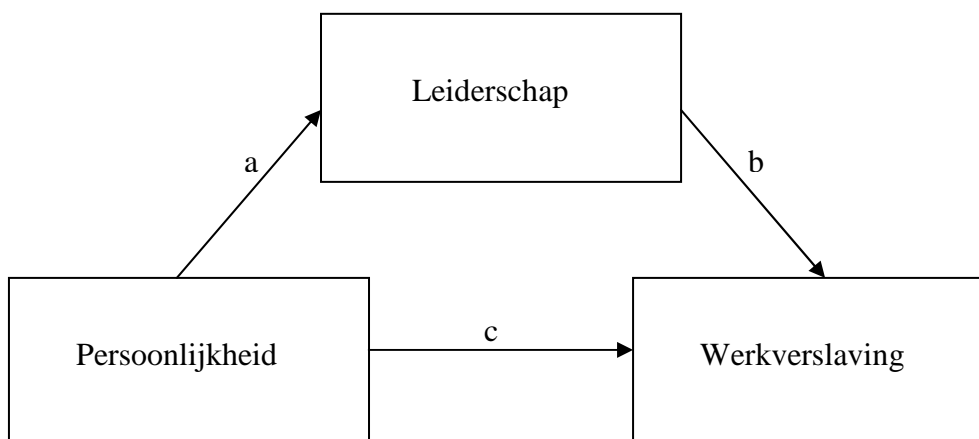 Leiderschap
a
b
Persoonlijkheid
c
Werkverslaving